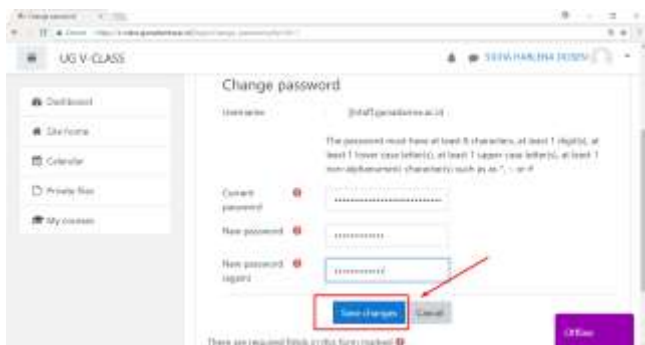 Change password
UG V-CLASS
Change password
Username
The password must have at least 8 characters, at least 1 digit(s), at
least 1 lower case letter(s), at least 1 upper case letter(s), at least 1
non-alphanumeric character(s) such as as *, -, or #
Dashboard
Site home
Calendar
Private files
My courses
Current
password
New password
New password
(again)
Save changes
Cancel
There are required fields in this form marked
Offline